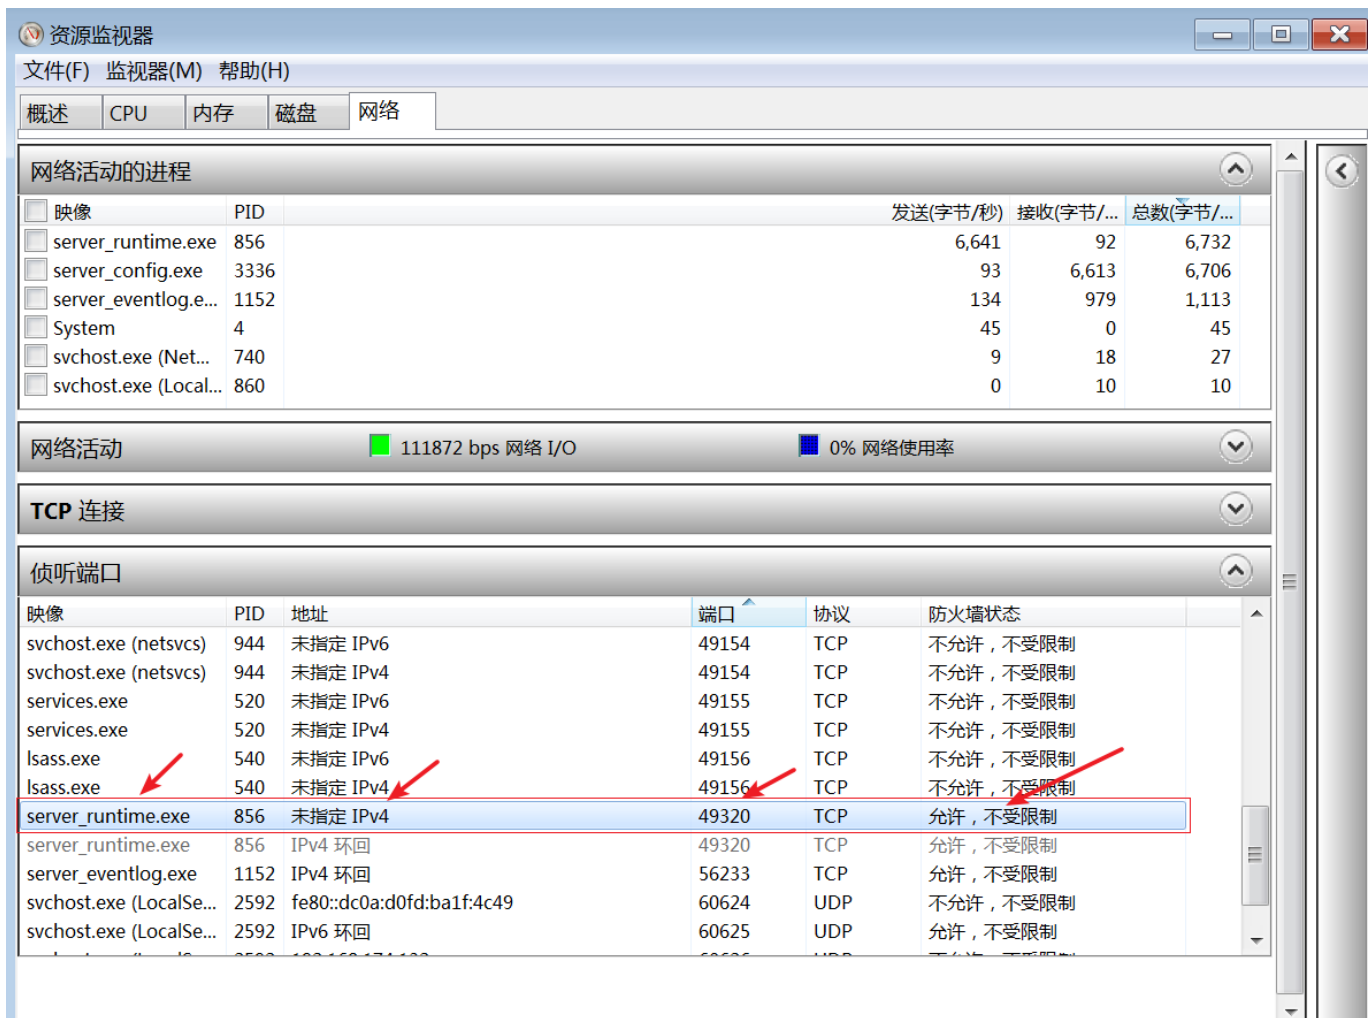 资源监视器
文件(F) 监视器(M) 帮助(H)
概述 CPU 内存 磁盘 网络
网络活动的进程
映像 PID 发送(字节/秒) 接收(字节/... 总数(字节/...
server_runtime.exe 856 6,641 92 6,732
server_config.exe 3336 93 6,613 6,706
server_eventlog.e... 1152 134 979 1,113
System 4 45 0 45
svchost.exe (Net... 740 9 18 27
svchost.exe (Local... 860 0 10 10
网络活动 111872 bps 网络 I/O 0% 网络使用率
TCP 连接
侦听端口
映像 PID 地址 端口 协议 防火墙状态
svchost.exe (netsvcs) 944 未指定 IPv6 49154 TCP 不允许，不受限制
svchost.exe (netsvcs) 944 未指定 IPv4 49154 TCP 不允许，不受限制
services.exe 520 未指定 IPv6 49155 TCP 不允许，不受限制
services.exe 520 未指定 IPv4 49155 TCP 不允许，不受限制
lsass.exe 540 未指定 IPv6 49156 TCP 不允许，不受限制
lsass.exe 540 未指定 IPv4 49156 TCP 不允许，不受限制
server_runtime.exe 856 未指定 IPv4 49320 TCP 允许，不受限制
server_runtime.exe 856 IPv4 环回 49320 TCP 允许，不受限制
server_eventlog.exe 1152 IPv4 环回 56233 TCP 允许，不受限制
svchost.exe (LocalSe... 2592 fe80::dc0a:d0fd:ba1f:4c49 60624 UDP 不允许，不受限制
svchost.exe (LocalSe... 2592 IPv6 环回 60625 UDP 允许，不受限制